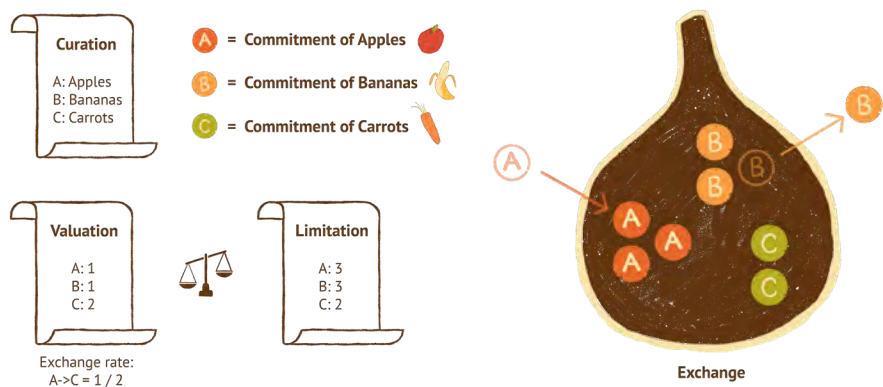 Curation
A: Apples
B: Bananas
C: Carrots
A = Commitment of Apples
B = Commitment of Bananas
C = Commitment of Carrots
Valuation
A: 1
B: 1
C: 2
Exchange rate:
A->C = 1 / 2
Limitation
A: 3
B: 3
C: 2
B
A
B
B
B
A
A
A
C
C
Exchange